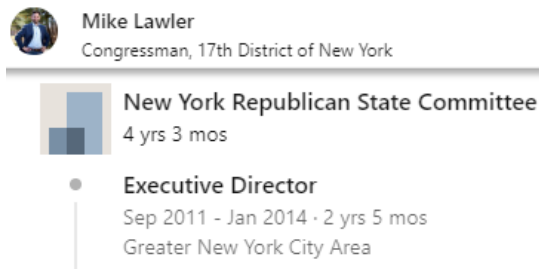 Mike Lawler
Congressman, 17th District of New York
New York Republican State Committee
4 yrs 3 mos
Executive Director
Sep 2011 - Jan 2014 · 2 yrs 5 mos
Greater New York City Area